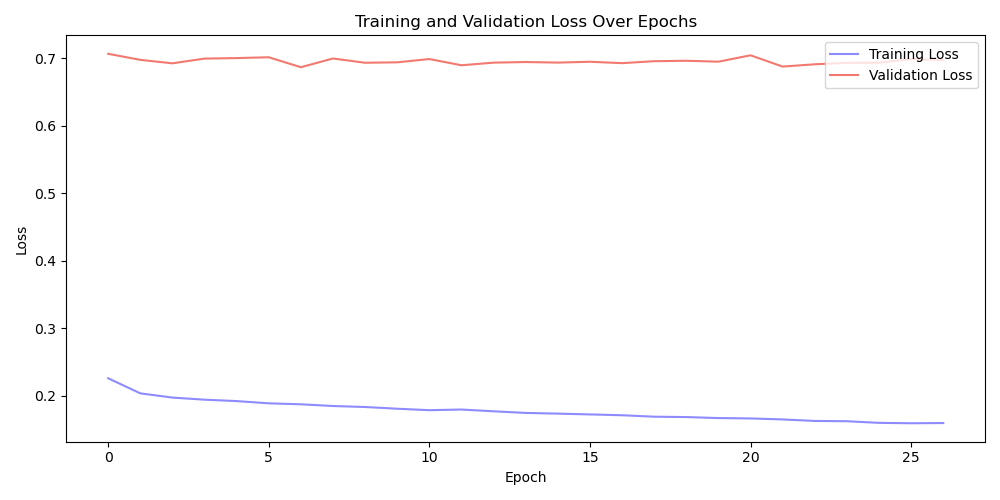 Training and Validation Loss Over Epochs
Training Loss
Validation Loss
Loss
0.7
0.6
0.5
0.4
0.3
0.2
0 5 10 15 20 25
Epoch